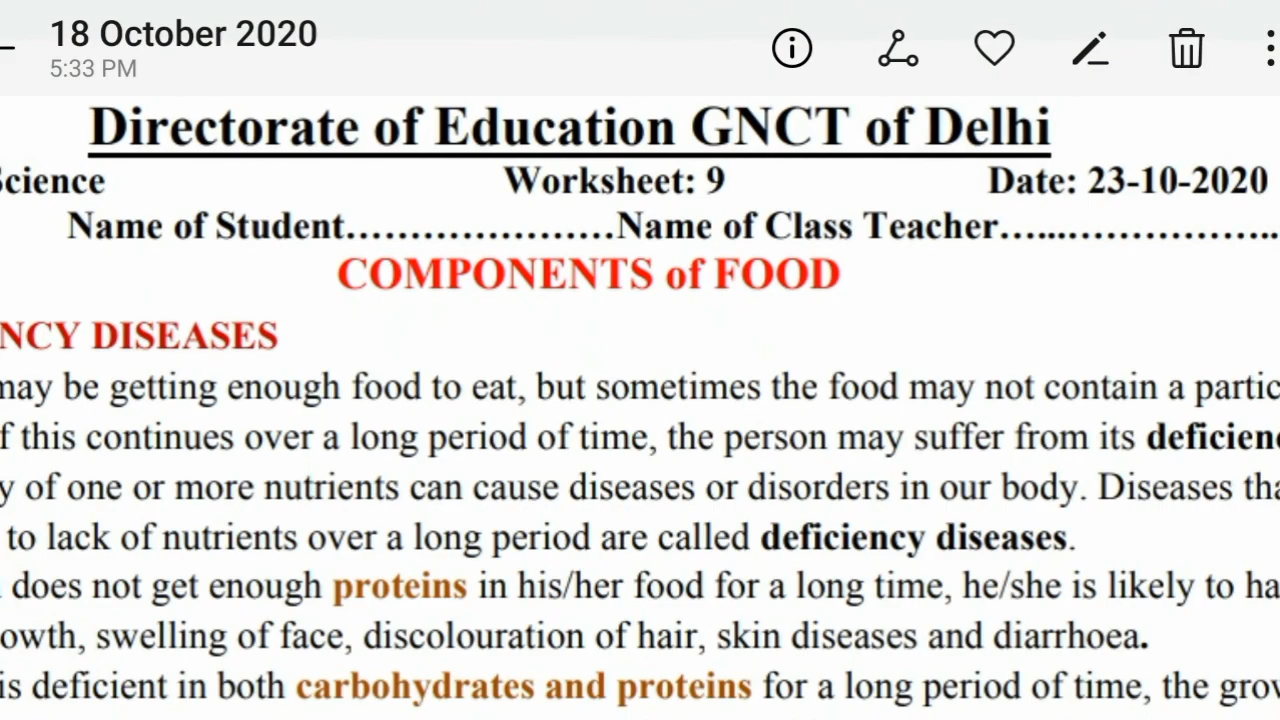 18 October 2020
5:33 PM
Directorate of Education GNCT of Delhi
Science Worksheet: 9 Date: 23-10-2020
Name of Student.....................Name of Class Teacher.....................
COMPONENTS of FOOD
NCY DISEASES
may be getting enough food to eat, but sometimes the food may not contain a partic
f this continues over a long period of time, the person may suffer from its deficien
y of one or more nutrients can cause diseases or disorders in our body. Diseases tha
to lack of nutrients over a long period are called deficiency diseases.
does not get enough proteins in his/her food for a long time, he/she is likely to ha
owth, swelling of face, discolouration of hair, skin diseases and diarrhoea.
is deficient in both carbohydrates and proteins for a long period of time, the grow